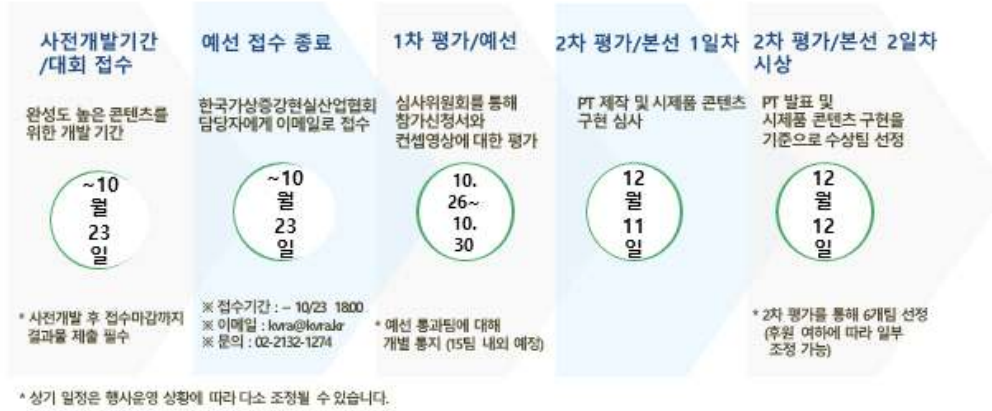 사전개발기간
/대회 접수
완성도 높은 콘텐츠를
위한 개발 기간
~10
월
23
일
* 사전개발 후 접수마감까지
결과물 제출 필수
예선 접수 종료
한국가상증강현실산업협회
담당자에게 이메일로 접수
~10
월
23
일
※ 접수기간 : ~ 10/23 18:00
※ 이메일 : kvra@kvra.kr
※ 문의 : 02-2132-1274
1차 평가/예선
심사위원회를 통해
참가신청서와
컨셉영상에 대한 평가
10.
26~
10.
30
* 예선 통과팀에 대해
개별 통지 (15팀 내외 예정)
2차 평가/본선 1일차
PT 제작 및 시제품 콘텐츠
구현 심사
12
월
11
일
2차 평가/본선 2일차
시상
PT 발표 및
시제품 콘텐츠 구현을
기준으로 수상팀 선정
12
월
12
일
* 2차 평가를 통해 6개팀 선정
(후원 여하에 따라 일부
조정 가능)
* 상기 일정은 행사운영 상황에 따라 다소 조정될 수 있습니다.